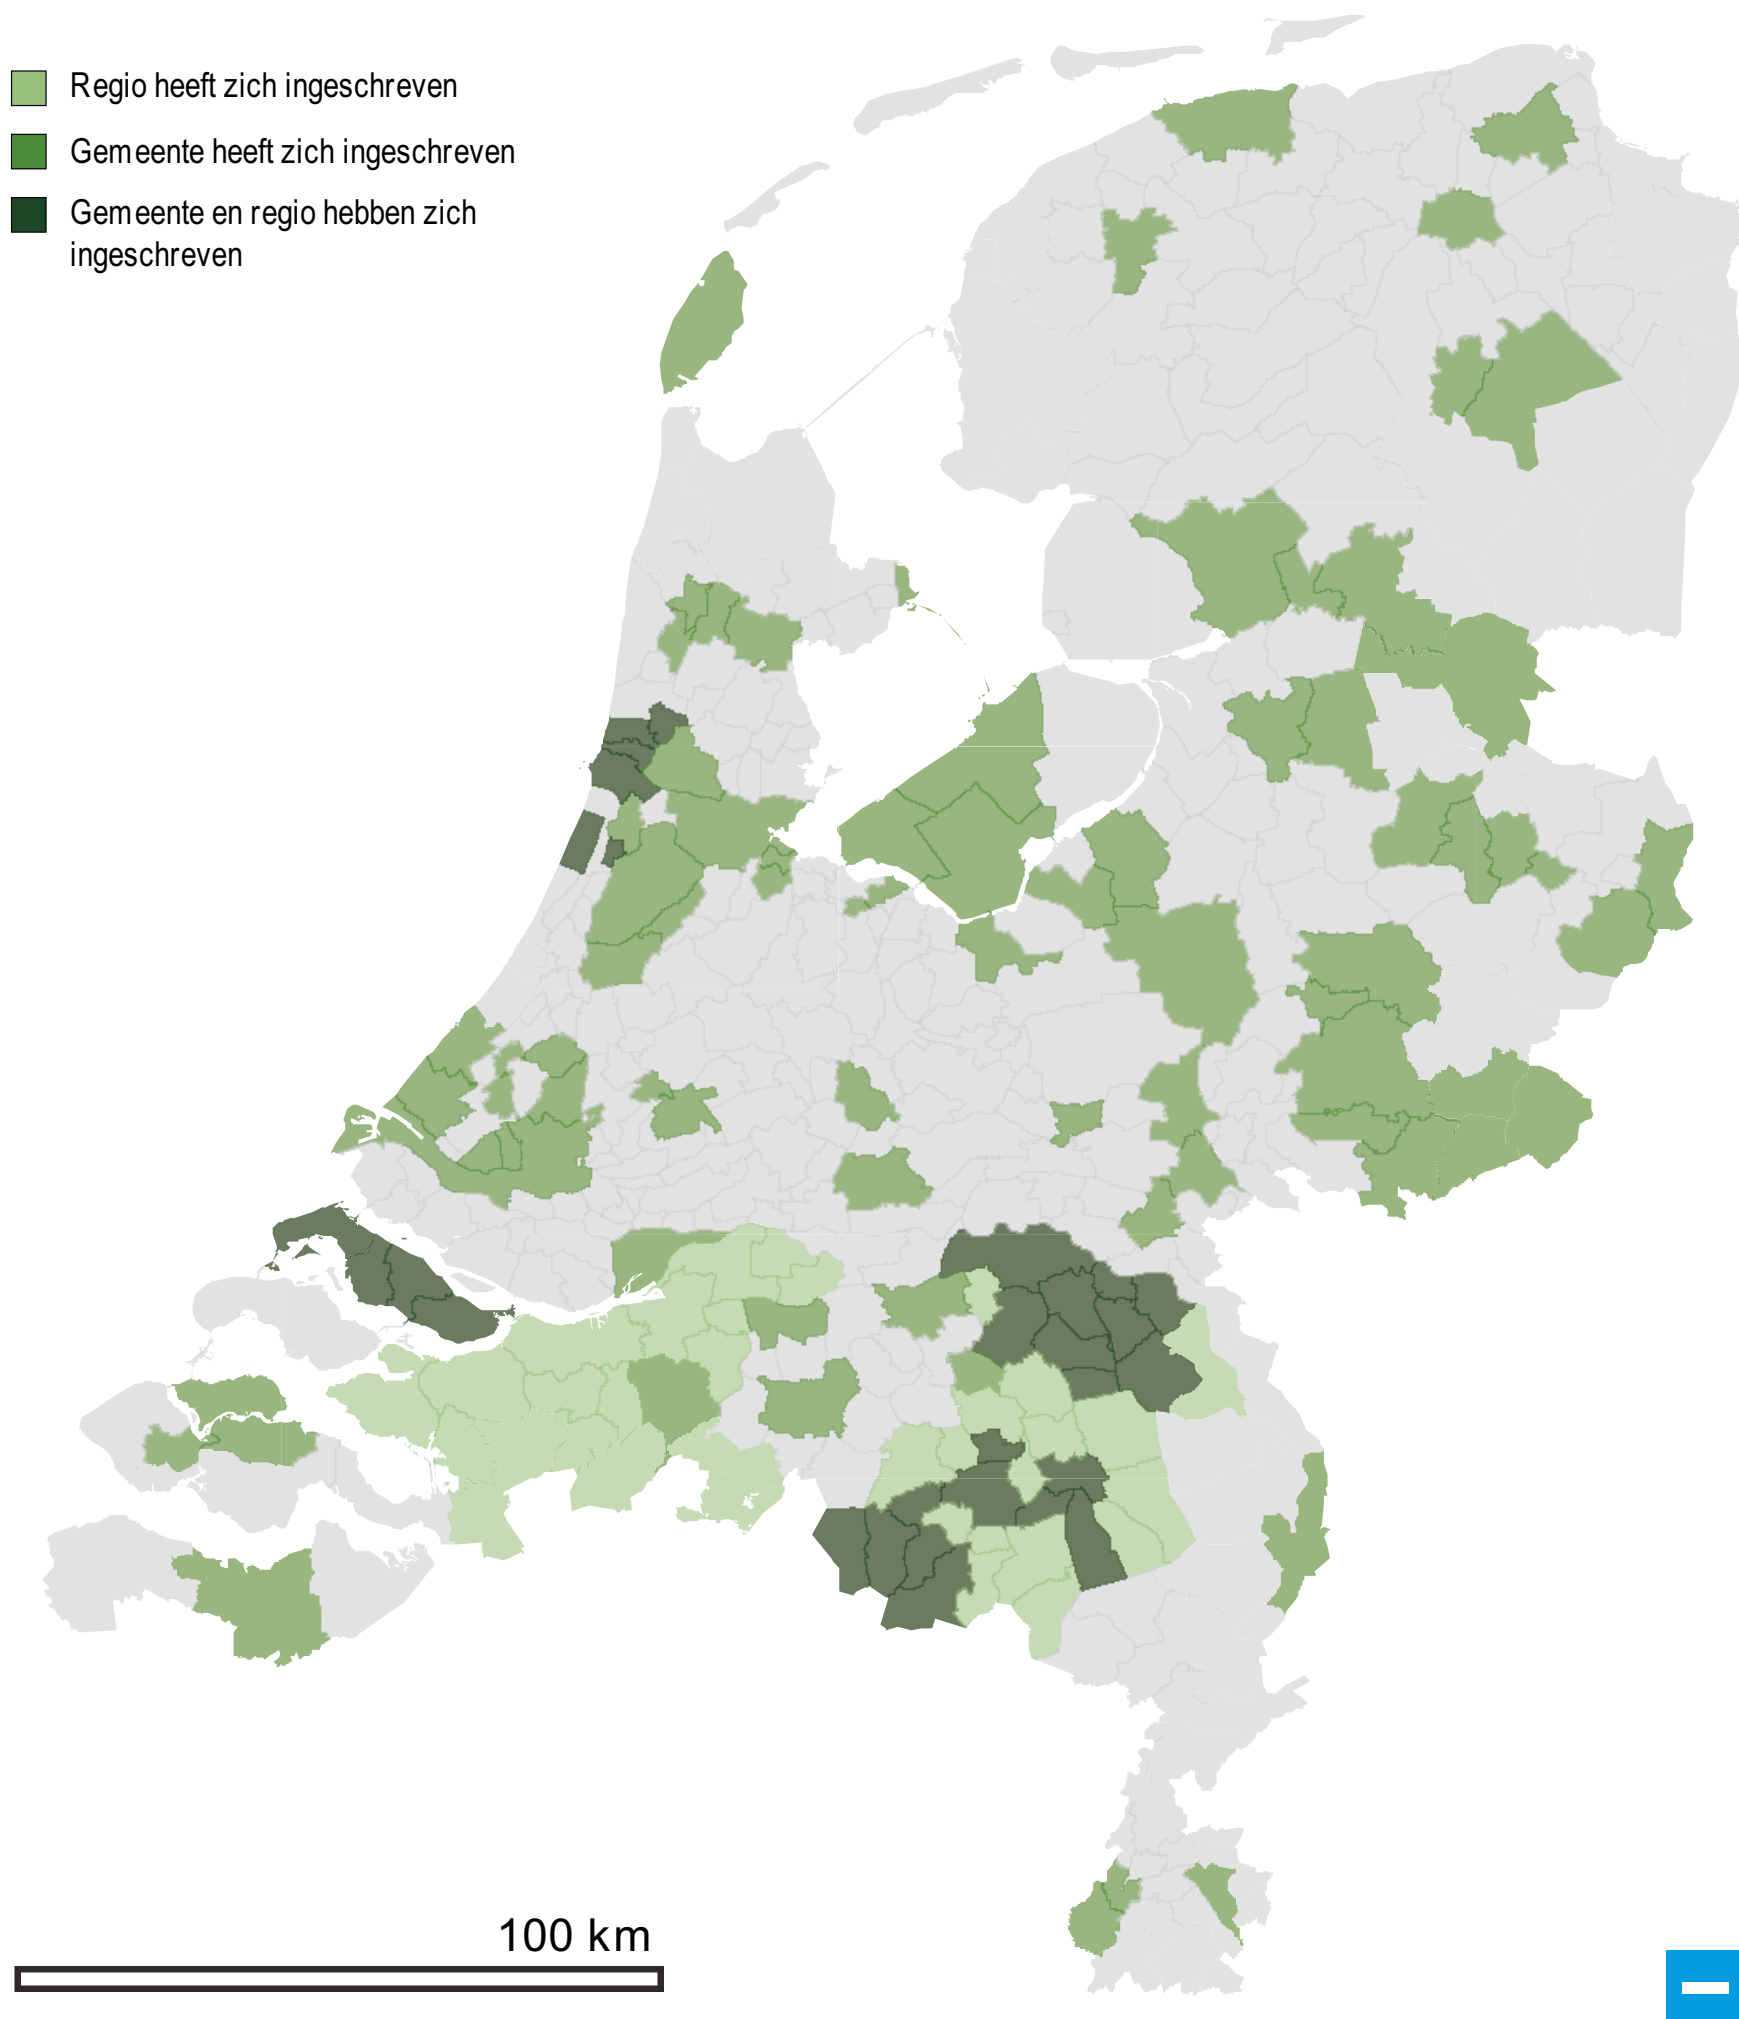 Regio heeft zich ingeschreven
Gemeente heeft zich ingeschreven
Gemeente en regio hebben zich
ingeschreven
100 km